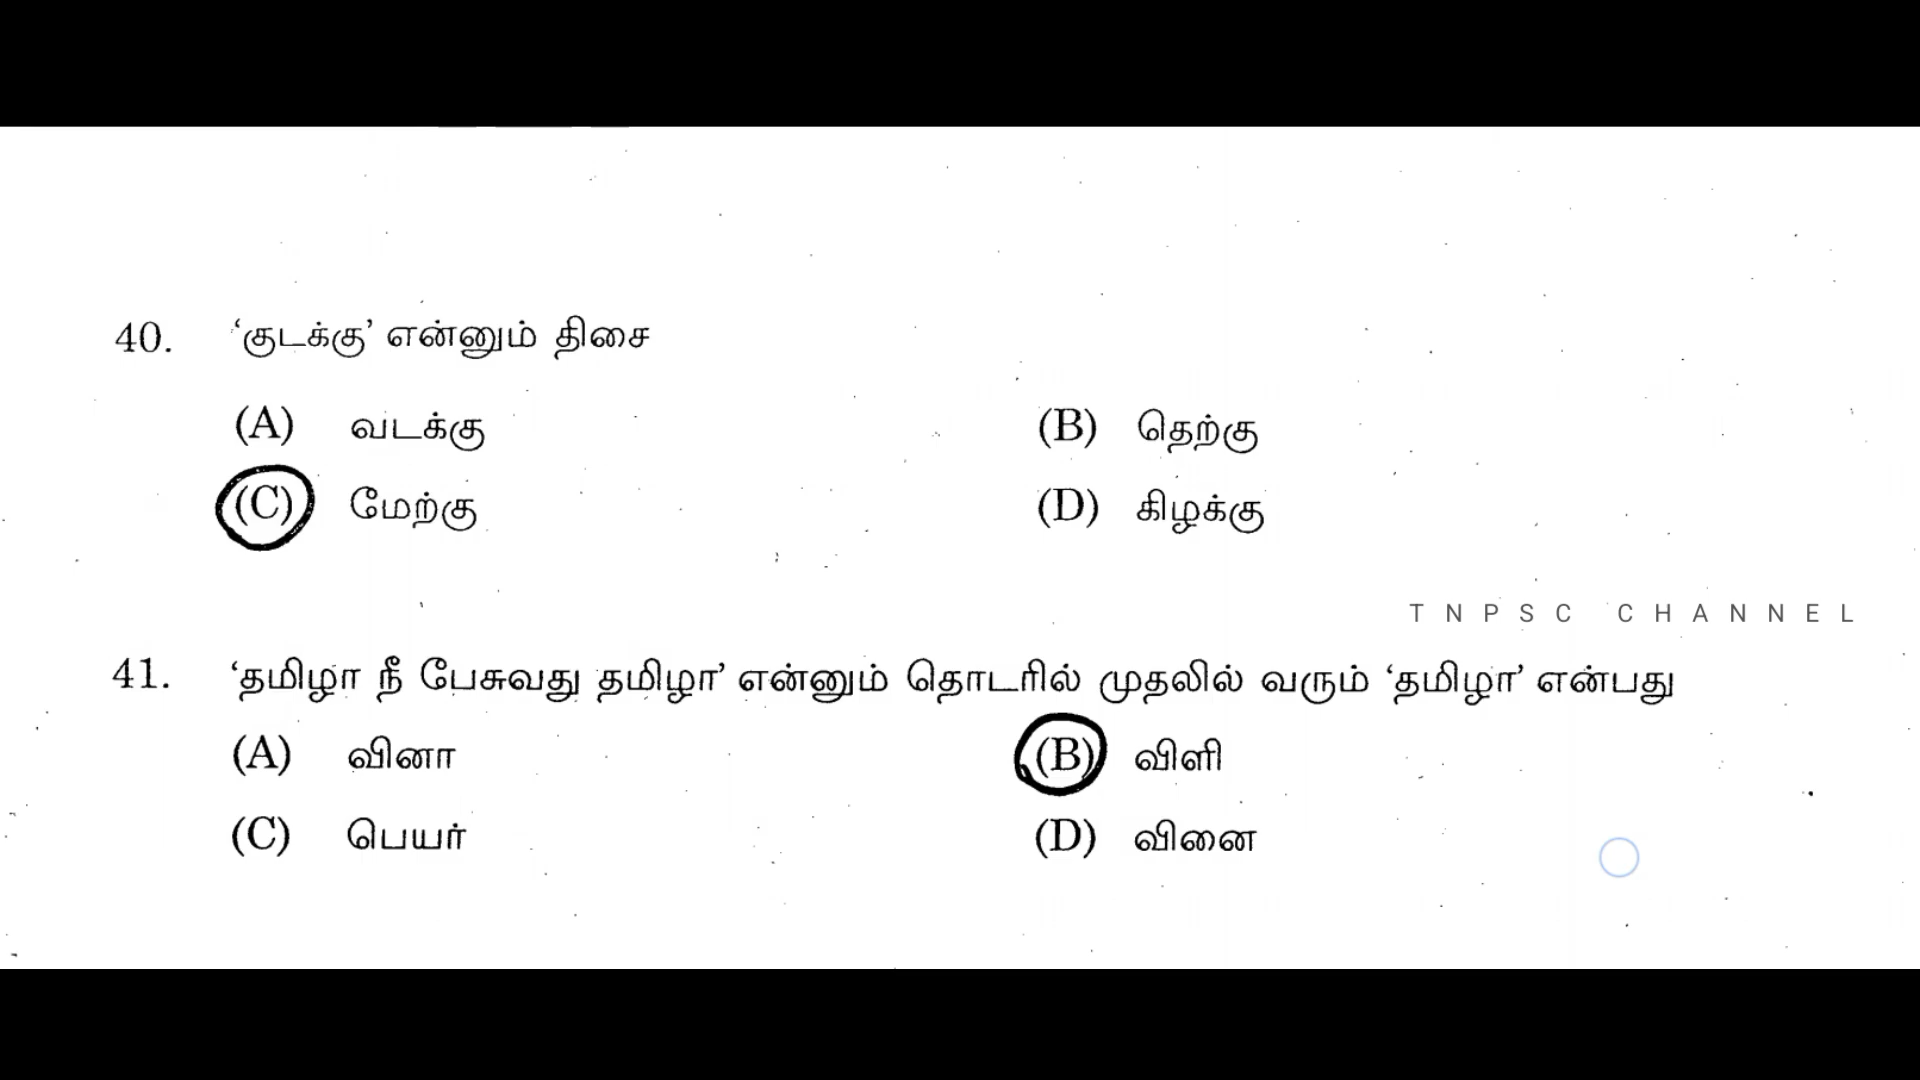 40. ‘குடக்கு’ என்னும் திசை
(A) வடக்கு (B) தெற்கு
(C) மேற்கு (D) கிழக்கு
TNPSC CHANNEL
41. ‘தமிழா நீ பேசுவது தமிழா’ என்னும் தொடரில் முதலில் வரும் ‘தமிழா’ என்பது
(A) வினா (B) விளி
(C) பெயர் (D) வினை